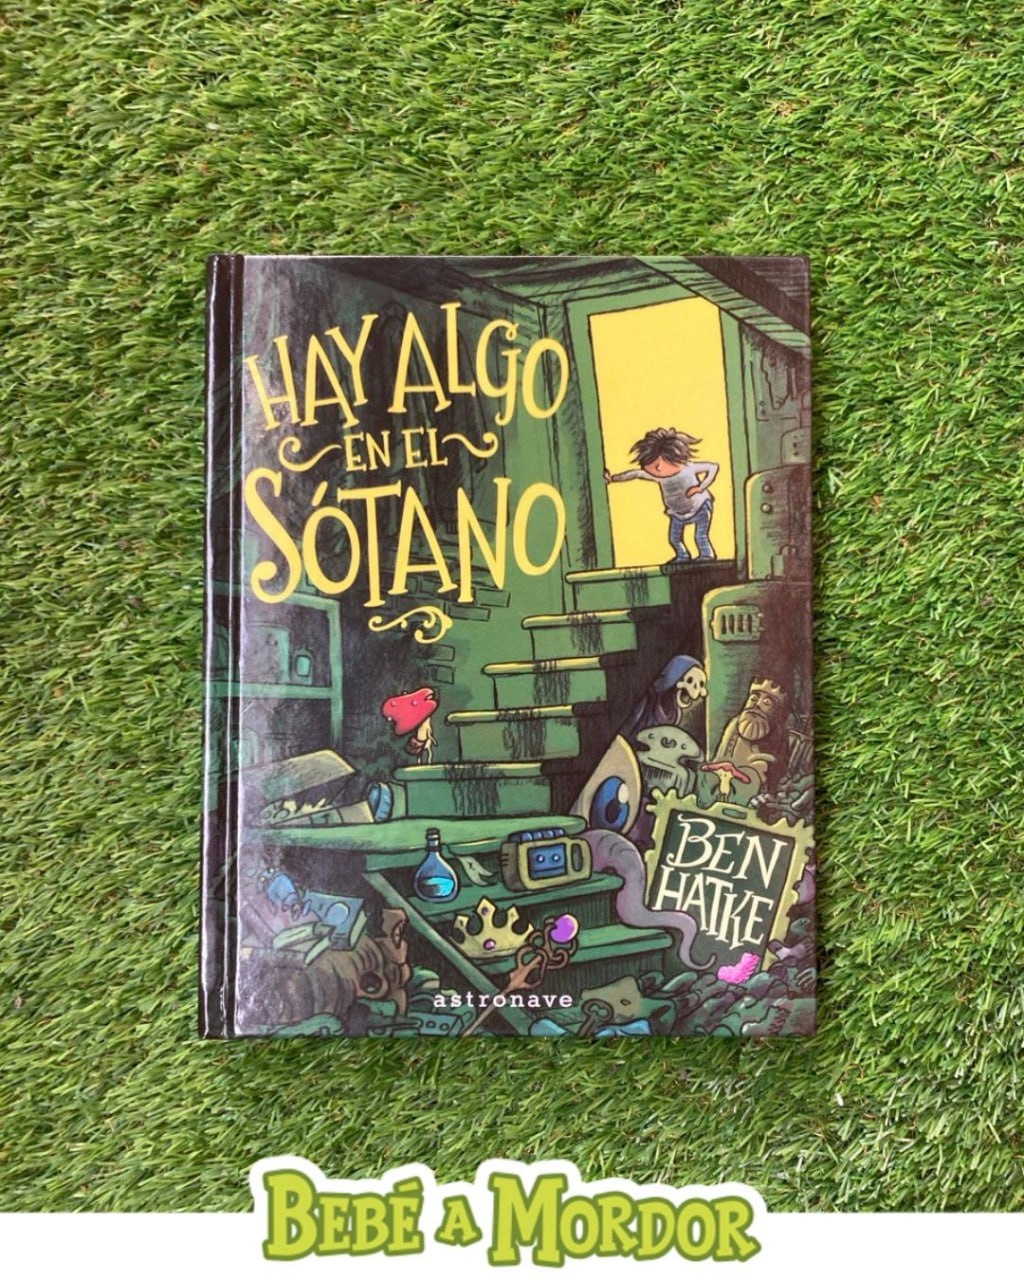 HAY ALGO
EN EL
SÓTANO
BEN
HATKE
astronave
BEBÉ A MORDOR